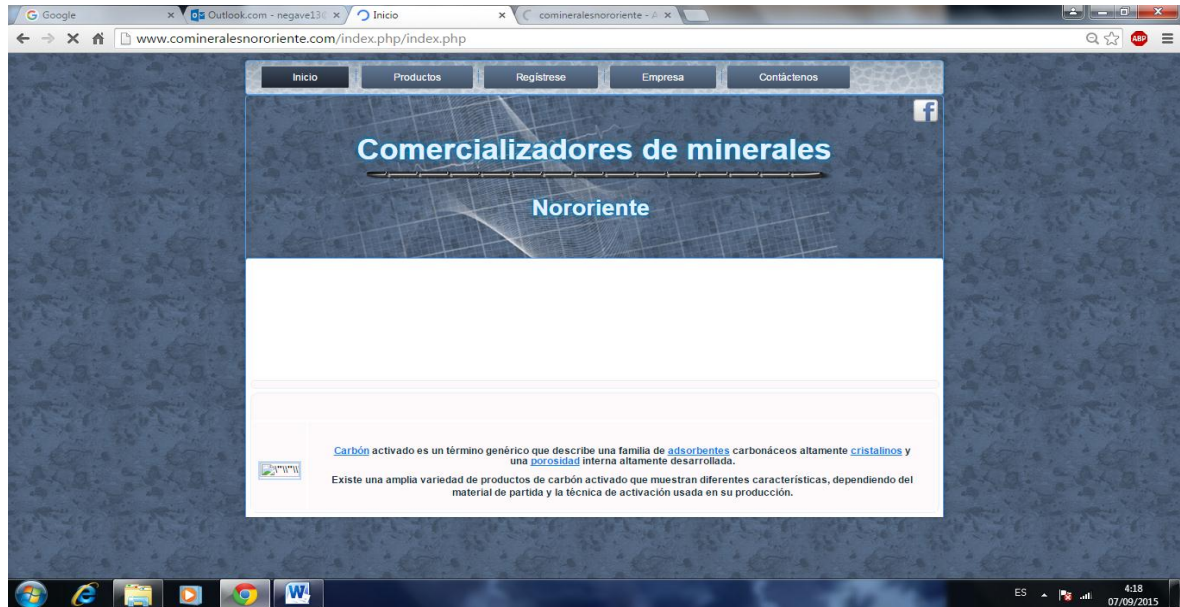 Google
Outlook.com - negave13
Inicio
comineralesnororiente - A
www.comineralesnororiente.com/index.php/index.php
ABP
Inicio
Productos
Regístrese
Empresa
Contáctenos
f
Comercializadores de minerales
Nororiente
Carbón activado es un término genérico que describe una familia de adsorbentes carbonáceos altamente cristalinos y
una porosidad interna altamente desarrollada.
Existe una amplia variedad de productos de carbón activado que muestran diferentes características, dependiendo del
material de partida y la técnica de activación usada en su producción.
ES
4:18
07/09/2015